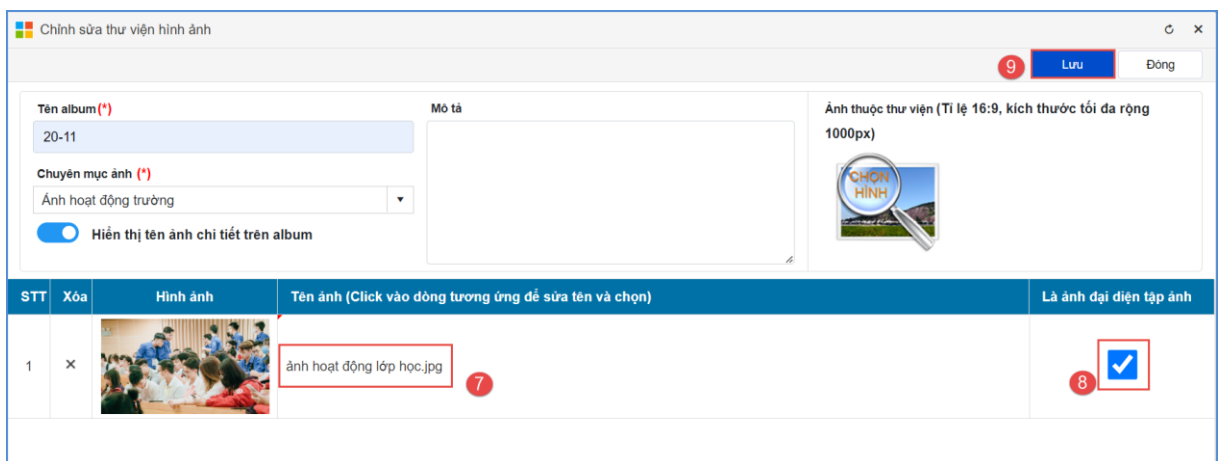 Chỉnh sửa thư viện hình ảnh
9 Lưu Đóng
Tên album (*)
20-11
Chuyên mục ảnh (*)
Ảnh hoạt động trường
Hiển thị tên ảnh chi tiết trên album
Mô tả
Ảnh thuộc thư viện (Tỉ lệ 16:9, kích thước tối đa rộng
1000px)
CHỌN
HÌNH
STT Xóa Hình ảnh Tên ảnh (Click vào dòng tương ứng để sửa tên và chọn) Là ảnh đại diện tập ảnh
1 ảnh hoạt động lớp học.jpg 7 8